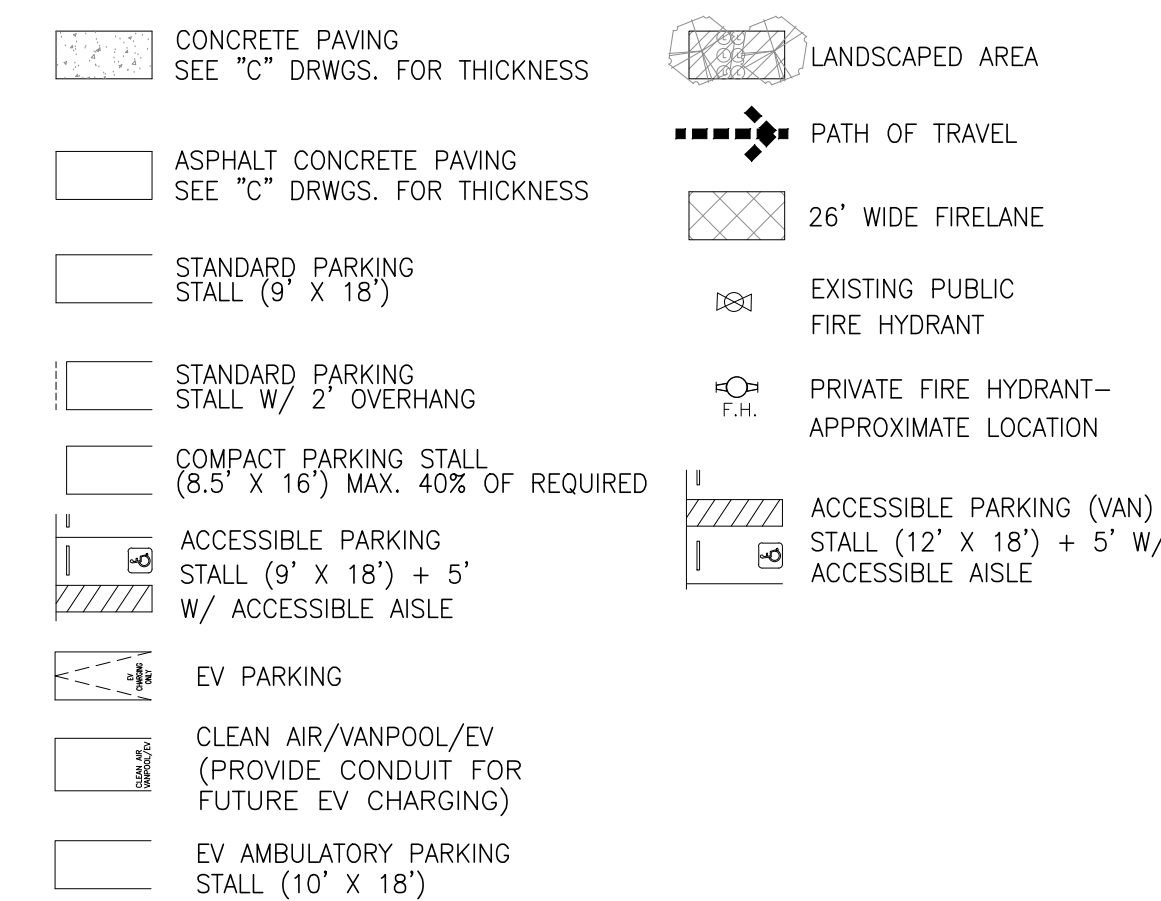 CONCRETE PAVING
SEE "C" DRWGS. FOR THICKNESS
ASPHALT CONCRETE PAVING
SEE "C" DRWGS. FOR THICKNESS
STANDARD PARKING
STALL (9' X 18')
STANDARD PARKING
STALL W/ 2' OVERHANG
COMPACT PARKING STALL
(8.5' X 16') MAX. 40% OF REQUIRED
ACCESSIBLE PARKING
STALL (9' X 18') + 5'
W/ ACCESSIBLE AISLE
EV
CHARGING
ONLY
EV PARKING
CLEAN AIR
VANPOOL/EV
CLEAN AIR/VANPOOL/EV
(PROVIDE CONDUIT FOR
FUTURE EV CHARGING)
EV AMBULATORY PARKING
STALL (10' X 18')
LANDSCAPED AREA
PATH OF TRAVEL
26' WIDE FIRELANE
EXISTING PUBLIC
FIRE HYDRANT
F.H.
PRIVATE FIRE HYDRANT–
APPROXIMATE LOCATION
ACCESSIBLE PARKING (VAN)
STALL (12' X 18') + 5' W/
ACCESSIBLE AISLE